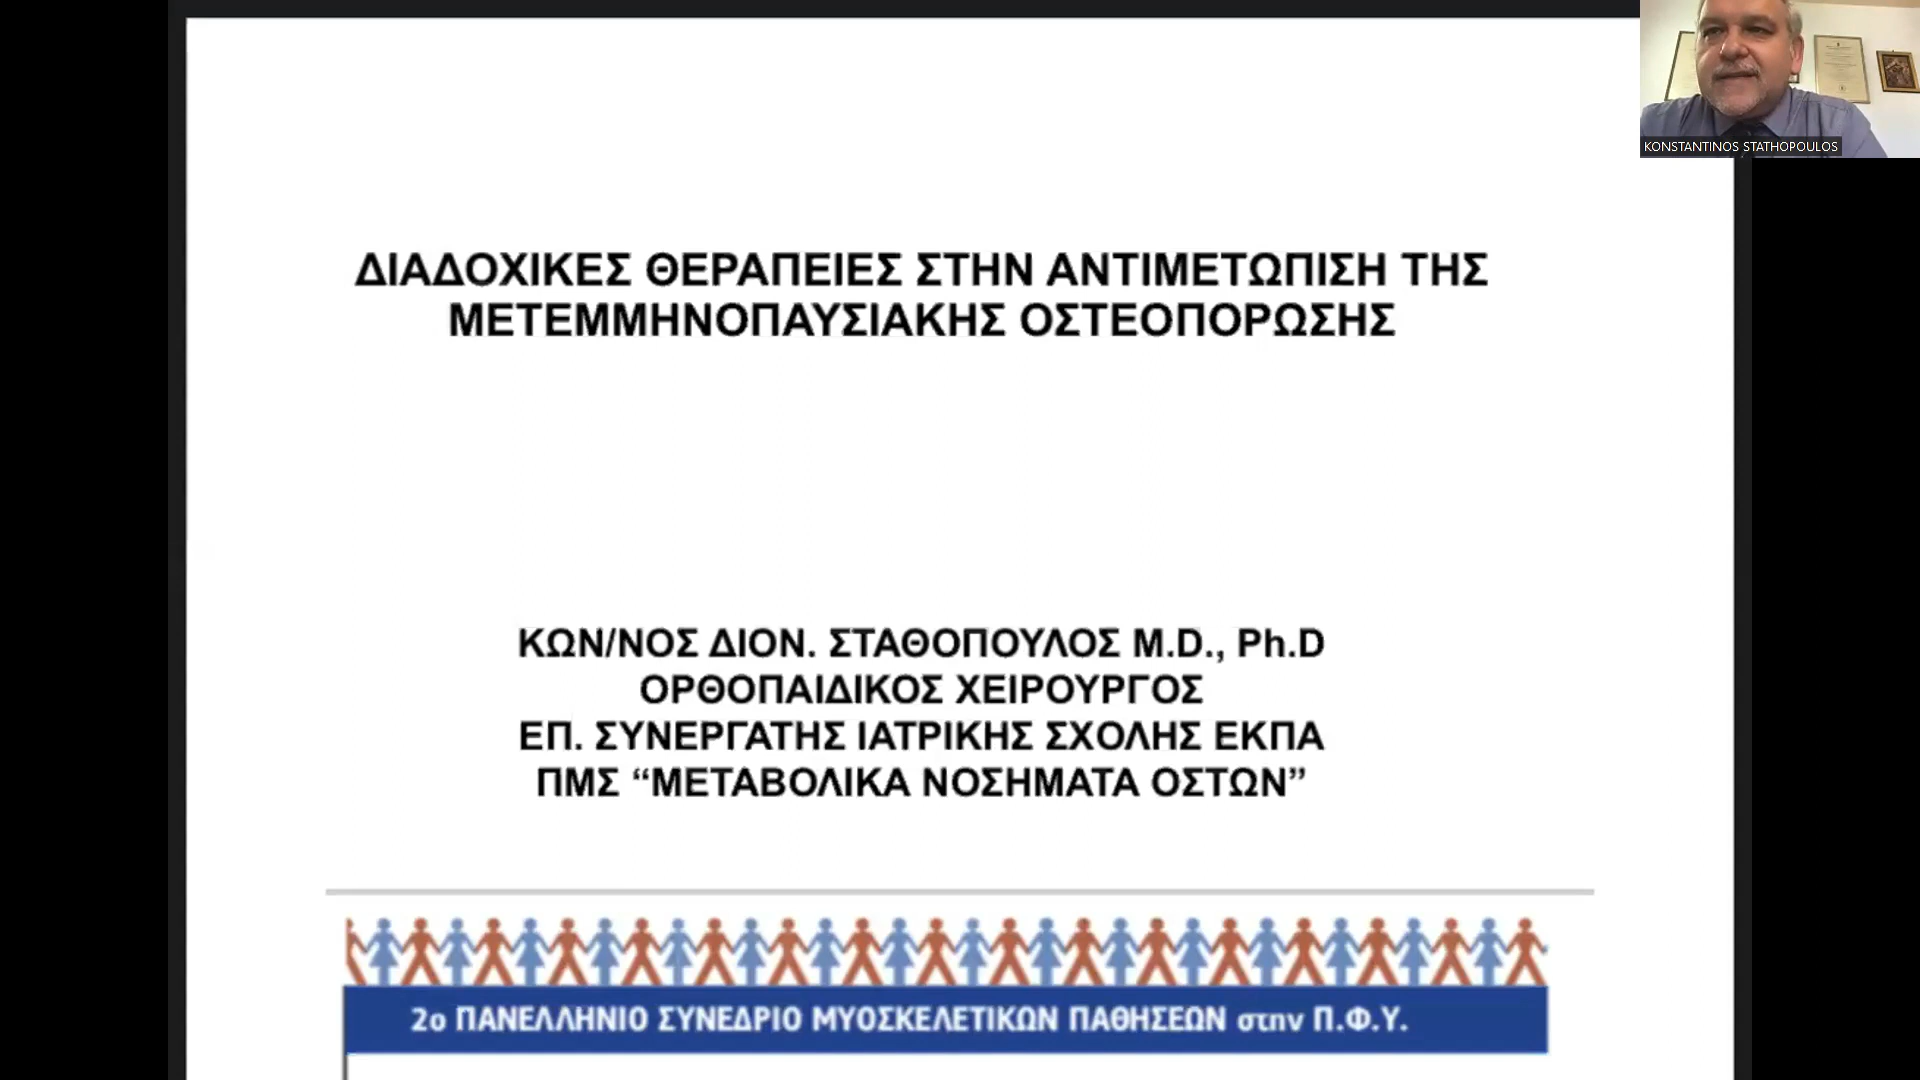 ΔΙΑΔΟΧΙΚΕΣ ΘΕΡΑΠΕΙΕΣ ΣΤΗΝ ΑΝΤΙΜΕΤΩΠΙΣΗ ΤΗΣ
ΜΕΤΕΜΜΗΝΟΠΑΥΣΙΑΚΗΣ ΟΣΤΕΟΠΟΡΩΣΗΣ
KONSTANTINOS STATHOPOULOS
ΚΩΝ/ΝΟΣ ΔΙΟΝ. ΣΤΑΘΟΠΟΥΛΟΣ M.D., Ph.D
ΟΡΘΟΠΑΙΔΙΚΟΣ ΧΕΙΡΟΥΡΓΟΣ
ΕΠ. ΣΥΝΕΡΓΑΤΗΣ ΙΑΤΡΙΚΗΣ ΣΧΟΛΗΣ ΕΚΠΑ
ΠΜΣ “ΜΕΤΑΒΟΛΙΚΑ ΝΟΣΗΜΑΤΑ ΟΣΤΩΝ”
2ο ΠΑΝΕΛΛΗΝΙΟ ΣΥΝΕΔΡΙΟ ΜΥΟΣΚΕΛΕΤΙΚΩΝ ΠΑΘΗΣΕΩΝ στην Π.Φ.Υ.